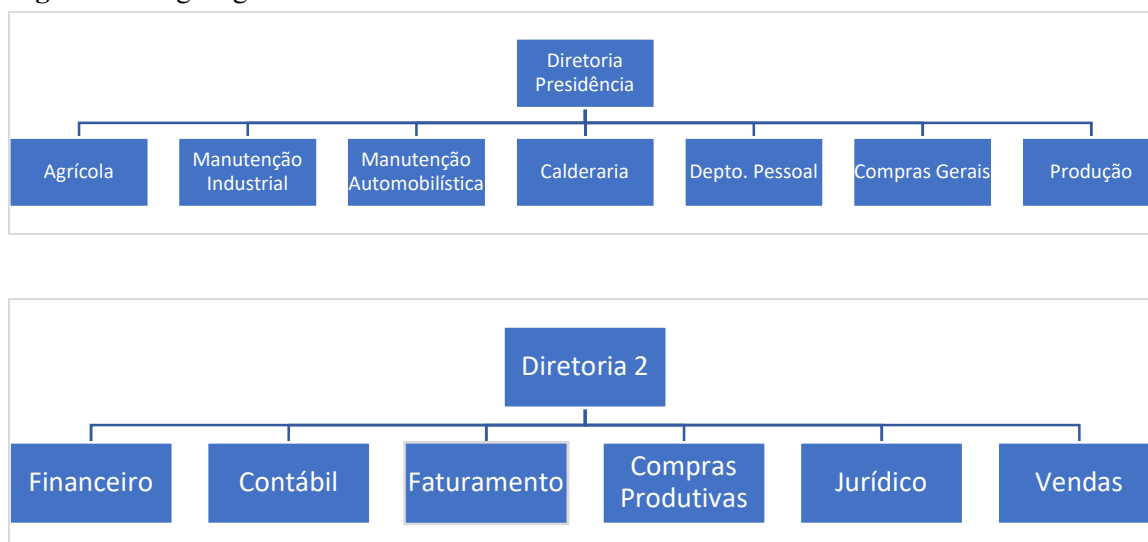 Diretoria
Presidência
Agrícola
Manutenção
Industrial
Manutenção
Automobilística
Calderaria
Depto. Pessoal
Compras Gerais
Produção
Diretoria 2
Financeiro
Contábil
Faturamento
Compras
Produtivas
Jurídico
Vendas